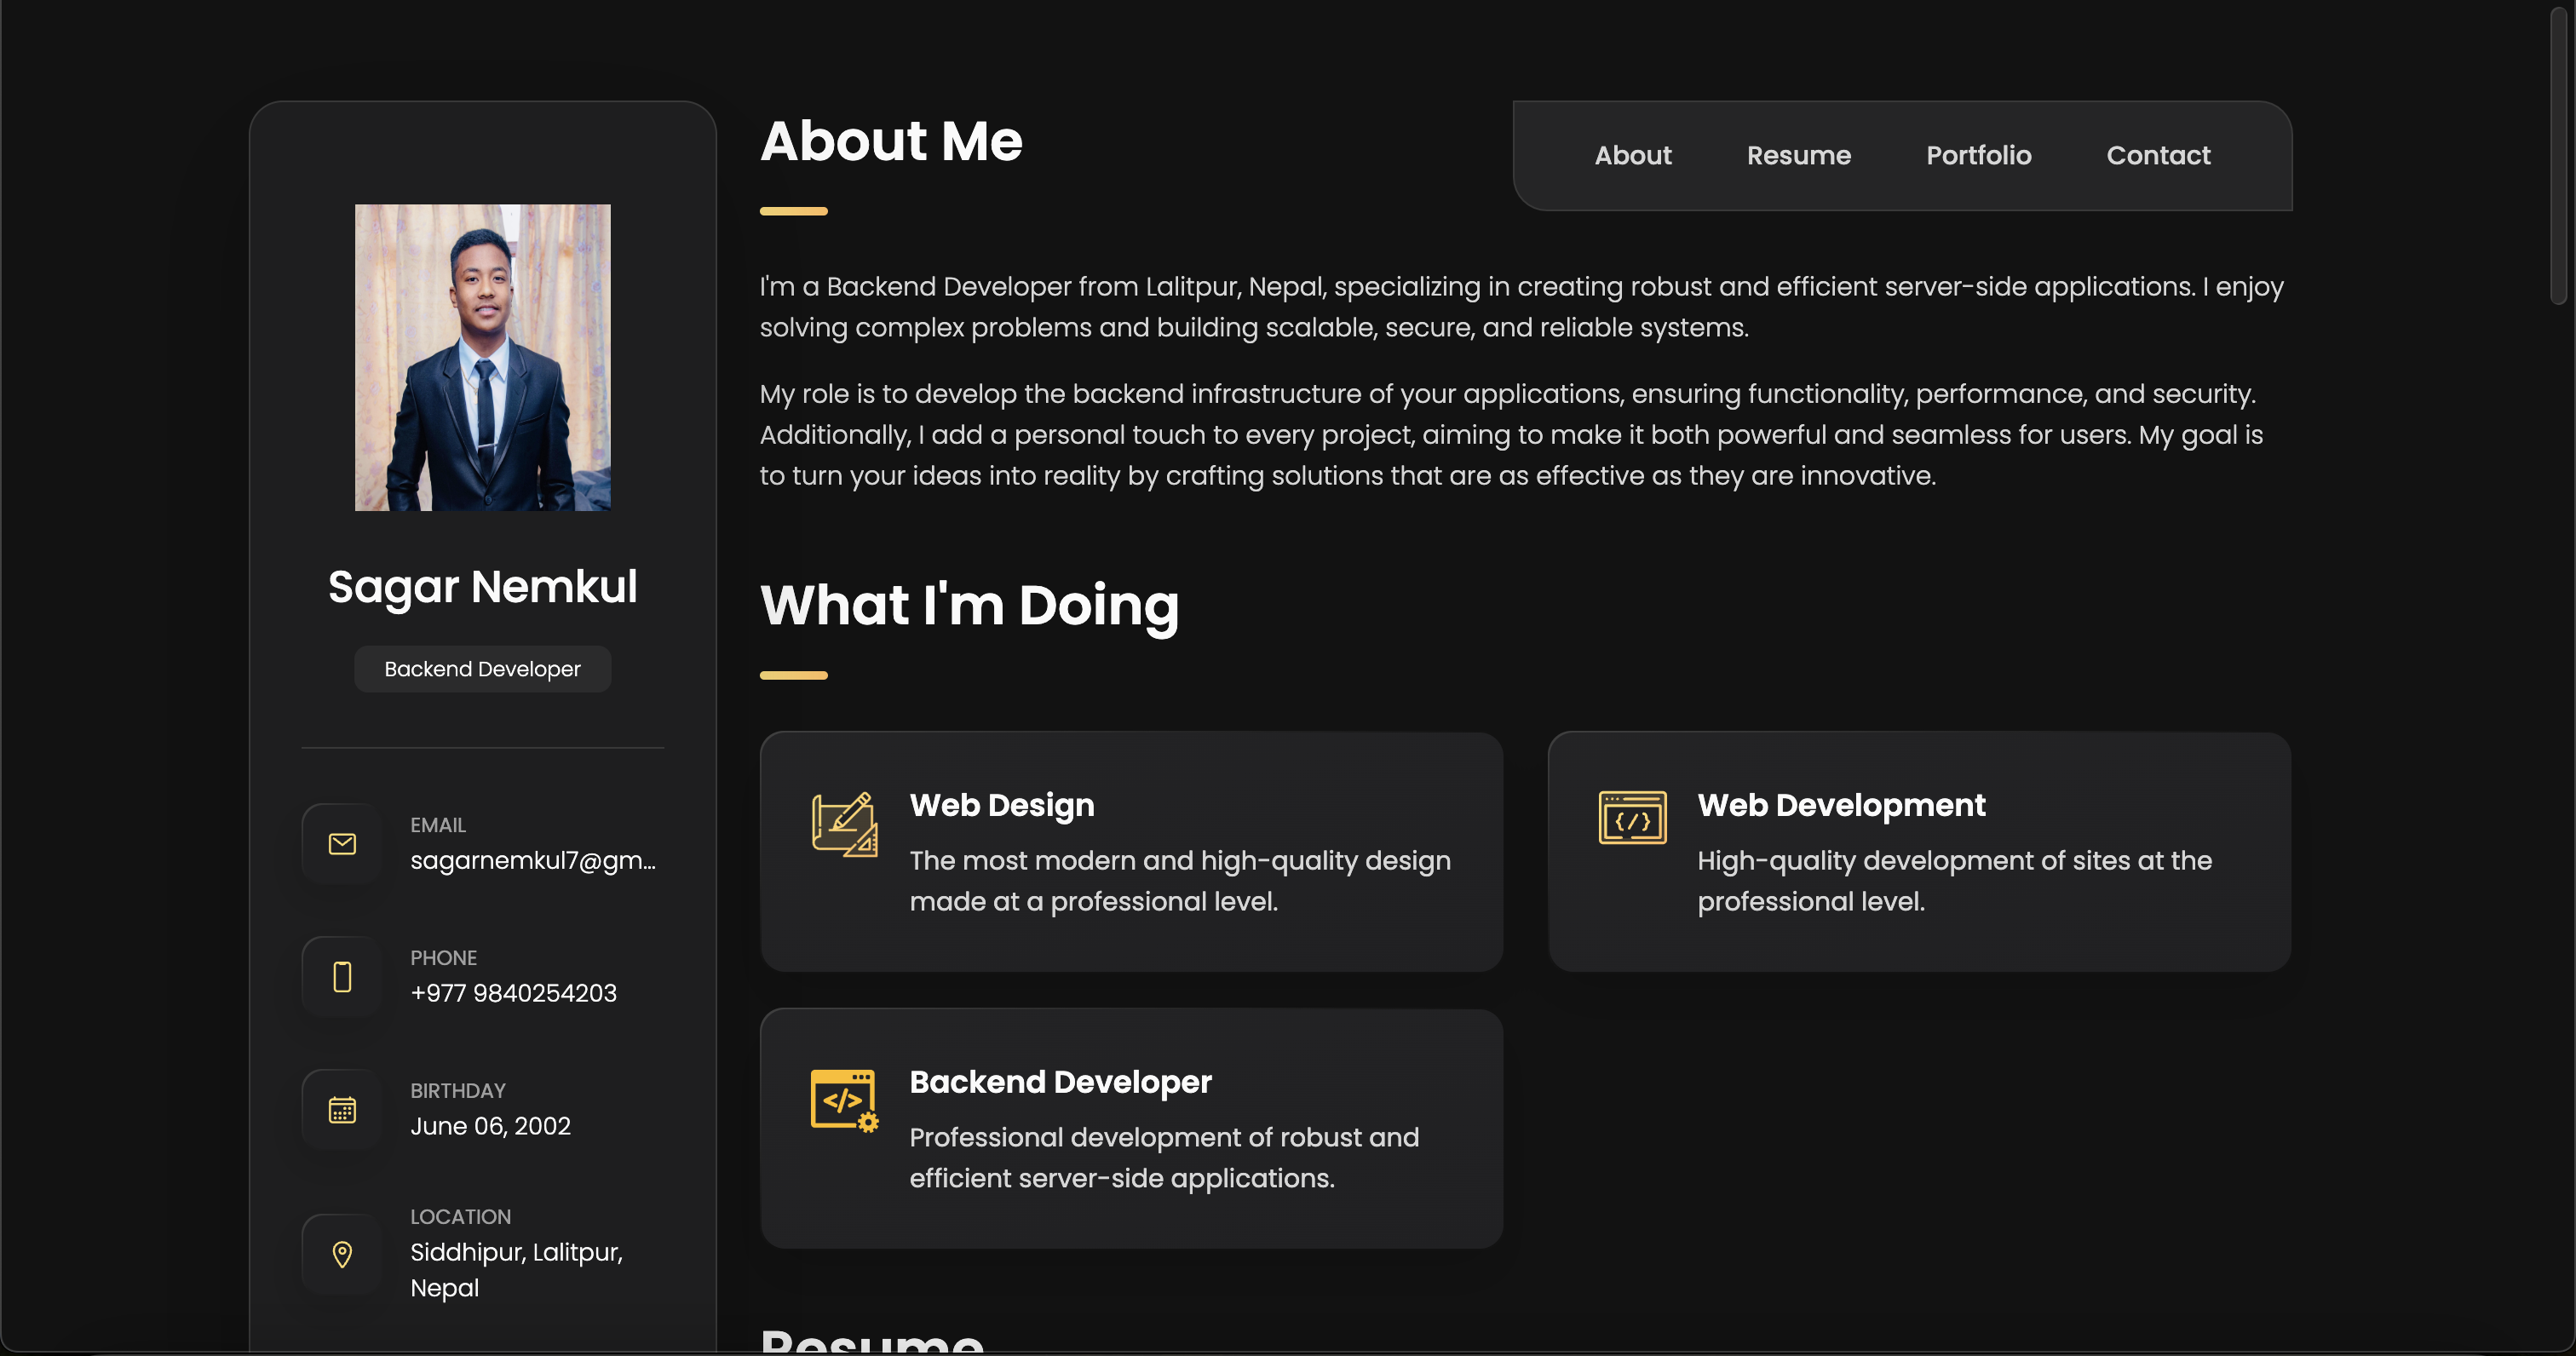 Sagar Nemkul
Backend Developer
EMAIL
sagarnemkul7@gm...
PHONE
+977 9840254203
BIRTHDAY
June 06, 2002
LOCATION
Siddhipur, Lalitpur,
Nepal
About Me
About
Resume
Portfolio
Contact
I'm a Backend Developer from Lalitpur, Nepal, specializing in creating robust and efficient server-side applications. I enjoy
solving complex problems and building scalable, secure, and reliable systems.
My role is to develop the backend infrastructure of your applications, ensuring functionality, performance, and security.
Additionally, I add a personal touch to every project, aiming to make it both powerful and seamless for users. My goal is
to turn your ideas into reality by crafting solutions that are as effective as they are innovative.
What I'm Doing
Web Design
The most modern and high-quality design
made at a professional level.
Web Development
High-quality development of sites at the
professional level.
Backend Developer
Professional development of robust and
efficient server-side applications.
Resume